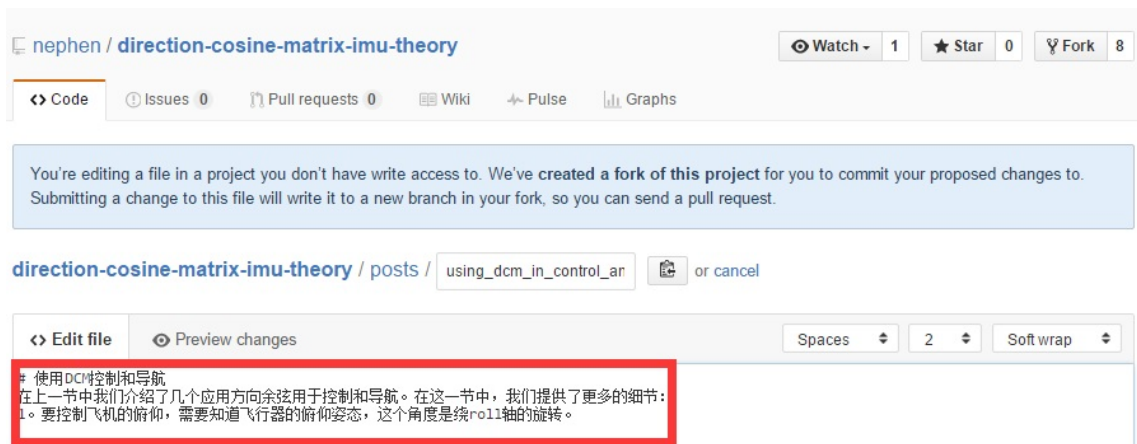 nephen / direction-cosine-matrix-imu-theory
Watch 1 Star 0 Fork 8
Code Issues 0 Pull requests 0 Wiki Pulse Graphs
You're editing a file in a project you don't have write access to. We've created a fork of this project for you to commit your proposed changes to.
Submitting a change to this file will write it to a new branch in your fork, so you can send a pull request.
direction-cosine-matrix-imu-theory / posts / using_dcm_in_control_an or cancel
<> Edit file Preview changes Spaces 2 Soft wrap
# 使用DCM控制和导航
在上一节中我们介绍了几个应用方向余弦用于控制和导航。在这一节中，我们提供了更多的细节：
1。要控制飞机的俯仰，需要知道飞行器的俯仰姿态，这个角度是绕roll轴的旋转。